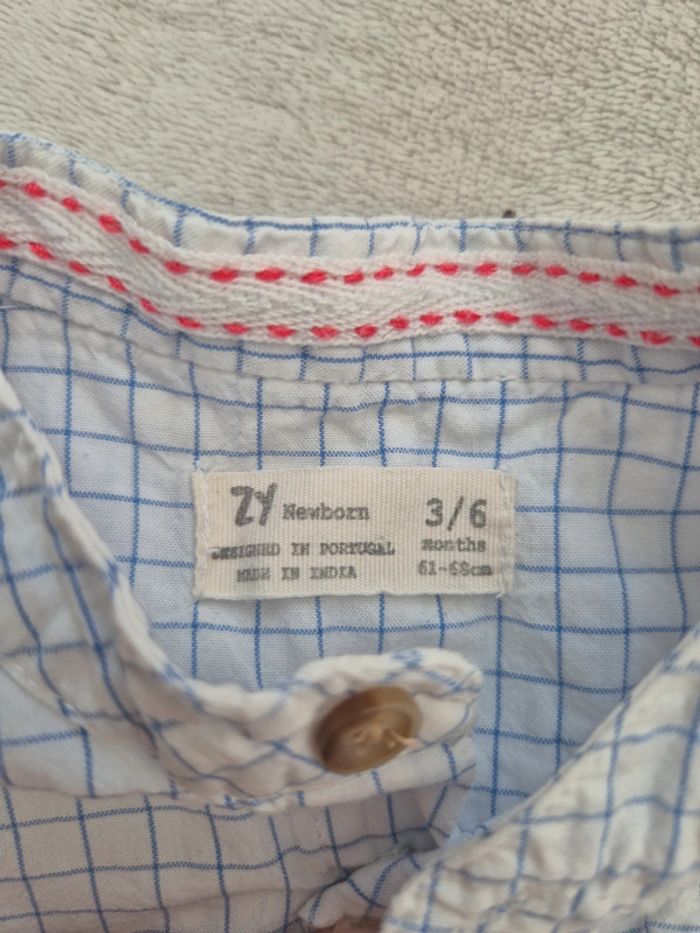 ZY Newborn 3/6
DESIGNED IN PORTUGAL months
MADE IN INDIA 61-68cm